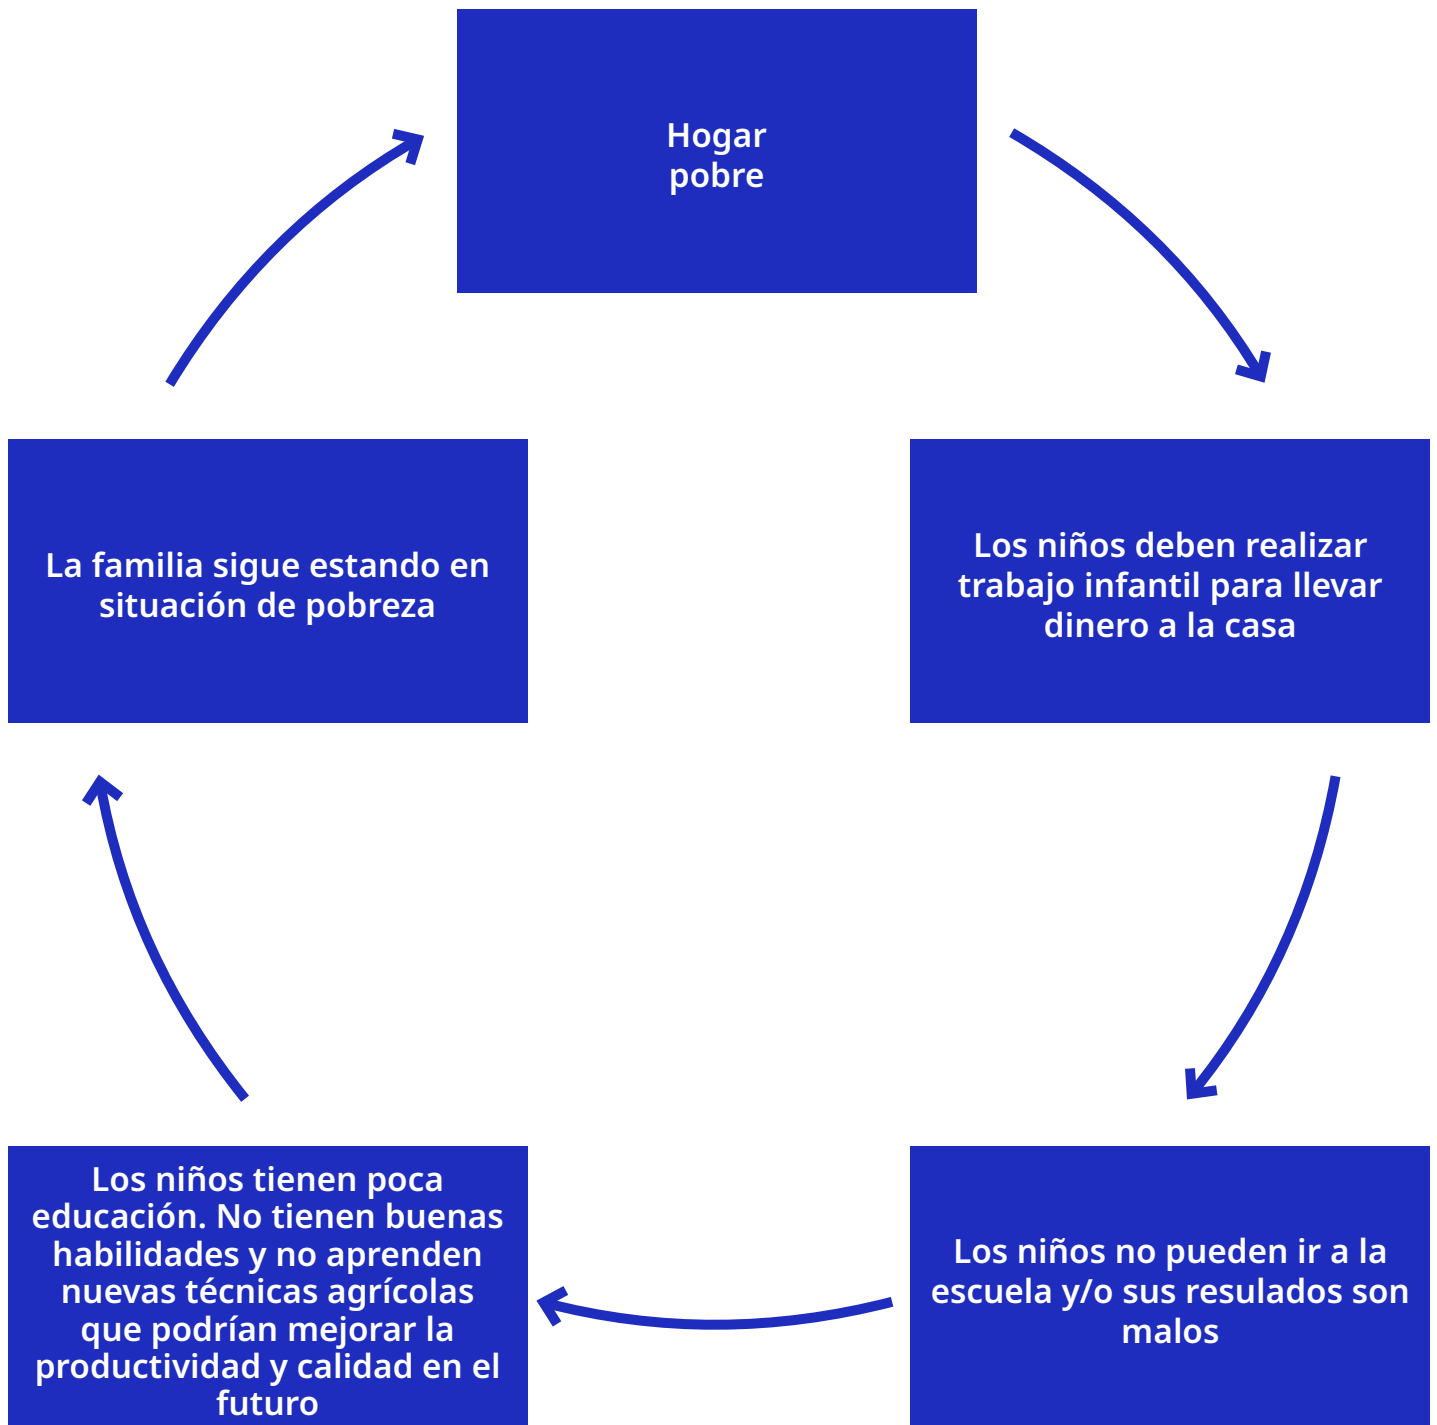 Hogar
pobre
Los niños deben realizar
trabajo infantil para llevar
dinero a la casa
Los niños no pueden ir a la
escuela y/o sus resulados son
malos
Los niños tienen poca
educación. No tienen buenas
habilidades y no aprenden
nuevas técnicas agrícolas
que podrían mejorar la
productividad y calidad en el
futuro
La familia sigue estando en
situación de pobreza